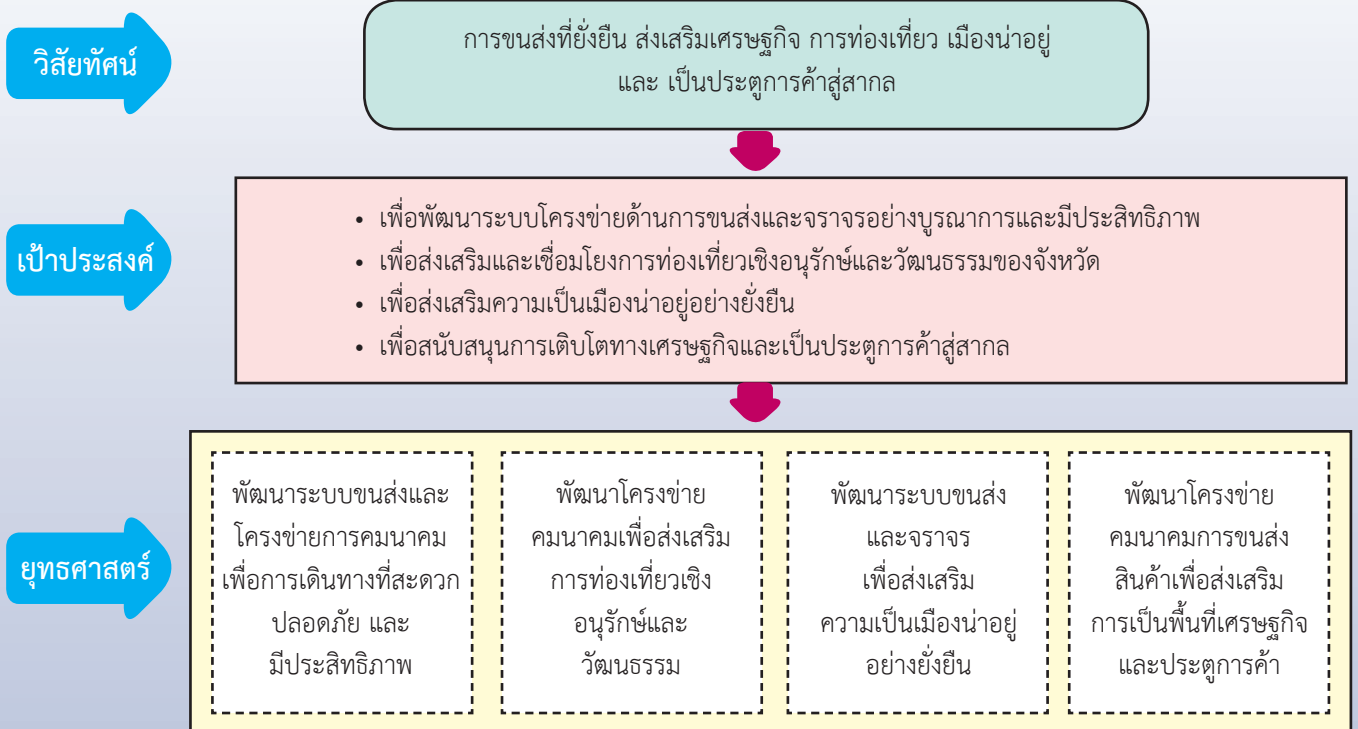 วิสัยทัศน์
การขนส่งที่ยั่งยืน ส่งเสริมเศรษฐกิจ การท่องเที่ยว เมืองน่าอยู่
และ เป็นประตูการค้าสู่สากล
เป้าประสงค์
• เพื่อพัฒนาระบบโครงข่ายด้านการขนส่งและจราจรอย่างบูรณาการและมีประสิทธิภาพ
• เพื่อส่งเสริมและเชื่อมโยงการท่องเที่ยวเชิงอนุรักษ์และวัฒนธรรมของจังหวัด
• เพื่อส่งเสริมความเป็นเมืองน่าอยู่อย่างยั่งยืน
• เพื่อสนับสนุนการเติบโตทางเศรษฐกิจและเป็นประตูการค้าสู่สากล
ยุทธศาสตร์
พัฒนาระบบขนส่งและ
โครงข่ายการคมนาคม
เพื่อการเดินทางที่สะดวก
ปลอดภัย และ
มีประสิทธิภาพ
พัฒนาโครงข่าย
คมนาคมเพื่อส่งเสริม
การท่องเที่ยวเชิง
อนุรักษ์และ
วัฒนธรรม
พัฒนาระบบขนส่ง
และจราจร
เพื่อส่งเสริม
ความเป็นเมืองน่าอยู่
อย่างยั่งยืน
พัฒนาโครงข่าย
คมนาคมการขนส่ง
สินค้าเพื่อส่งเสริม
การเป็นพื้นที่เศรษฐกิจ
และประตูการค้า